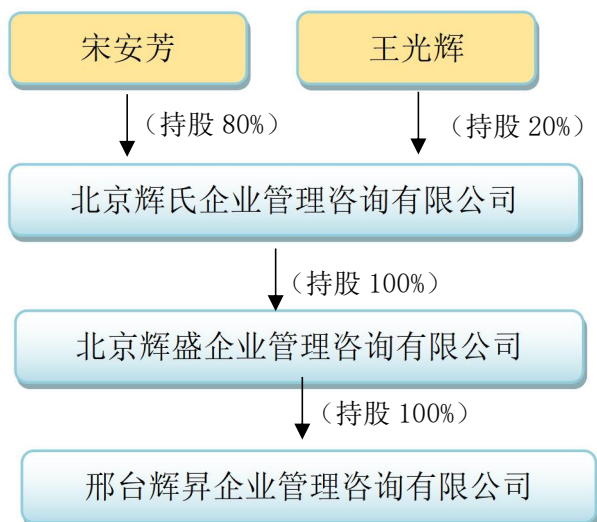 宋安芳
王光辉
（持股 80%）
（持股 20%）
北京辉氏企业管理咨询有限公司
（持股 100%）
北京辉盛企业管理咨询有限公司
（持股 100%）
邢台辉昇企业管理咨询有限公司